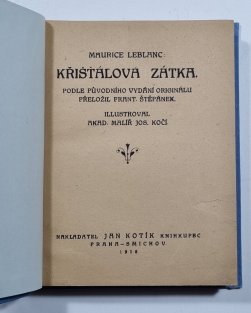 MAURICE LEBLANC:
KŘIŠŤÁLOVÁ ZÁTKA.
PODLE PŮVODNÍHO VYDÁNÍ ORIGINÁLU
PŘELOŽIL FRANT. ŠTĚPÁNEK.
ILLUSTROVAL
AKAD. MALÍŘ JOS. KOČÍ.
NAKLADATEL JAN KOTÍK KNIHKUPEC
PRAHA-SMÍCHOV